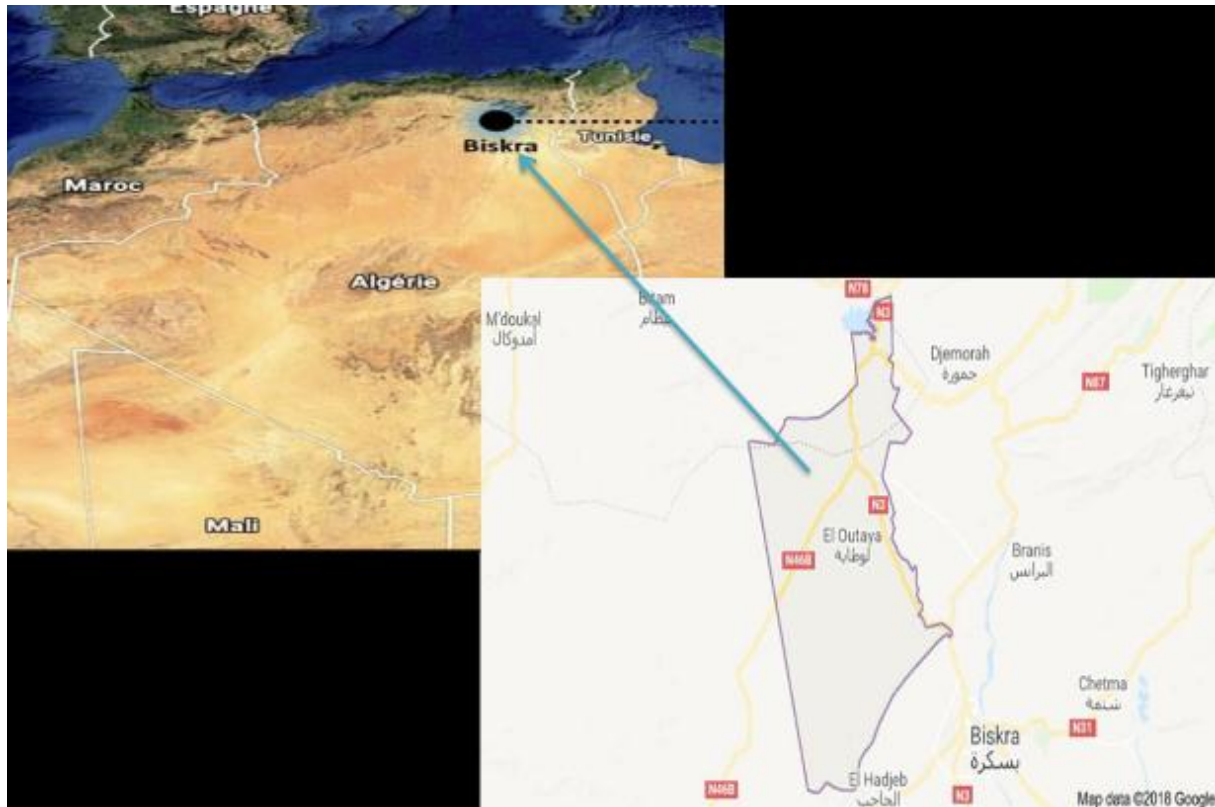 Espagne
Biskra
Tunisie
Maroc
Algérie
Mali
N78
N3
M'doukal
أمدوكال
Djemorah
جمورة
N87
Tigherghar
تيغرغار
N3
El Outaya
لوطاية
N46B
Branis
البرانس
Chetma
شتمة
N31
Biskra
بسكرة
El Hadjeb
الحاجب
N46B
N3
Map data ©2018 Google